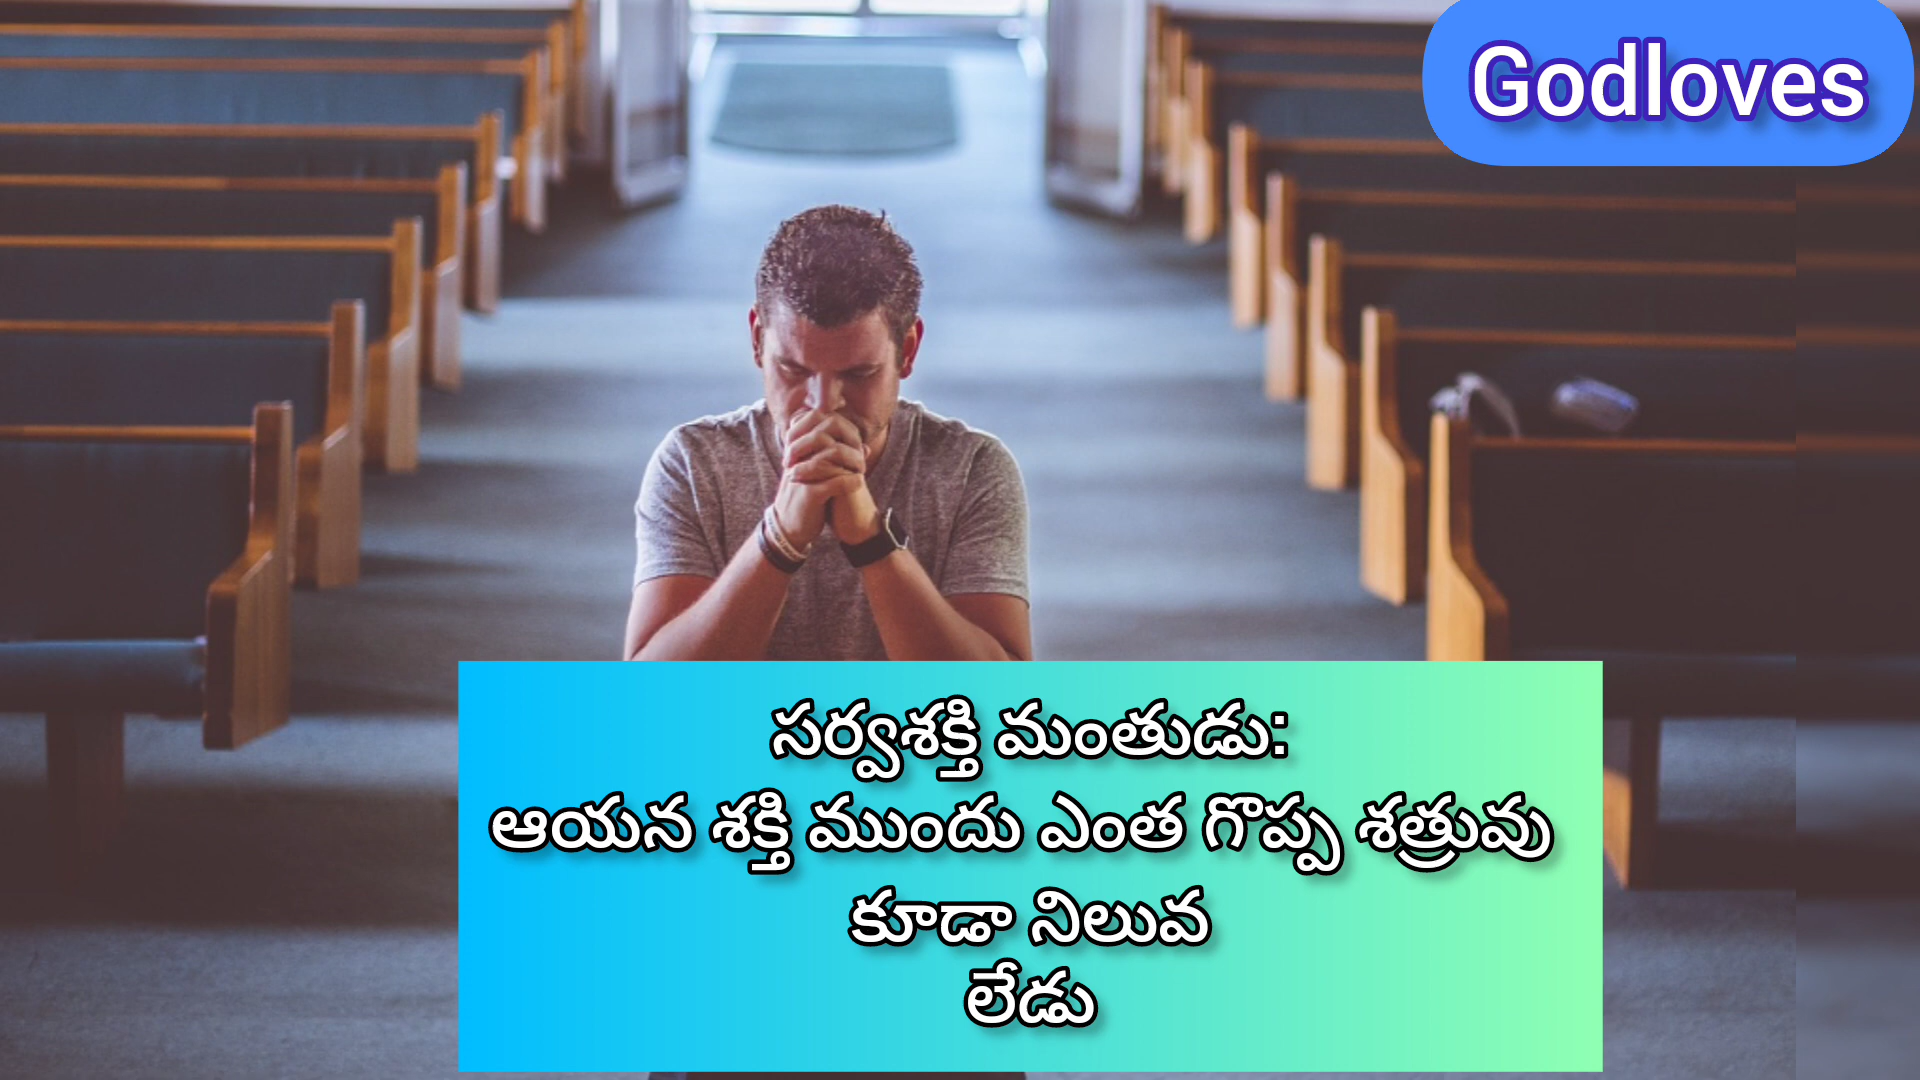 Godloves
సర్వశక్తి మంతుడు:
ఆయన శక్తి ముందు ఎంత గొప్ప శత్రువు
కూడా నిలువ
లేడు